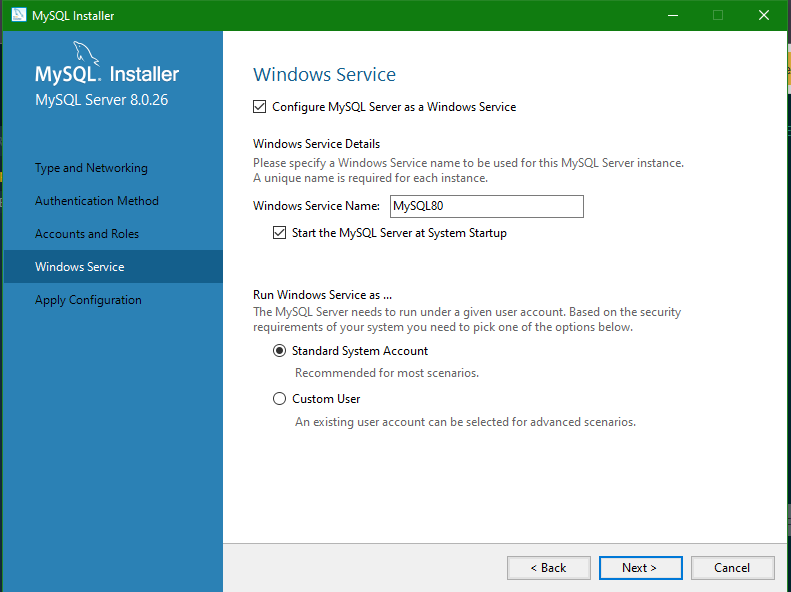 MySQL Installer
MySQL. Installer
MySQL Server 8.0.26
Type and Networking
Authentication Method
Accounts and Roles
Windows Service
Apply Configuration
Windows Service
Configure MySQL Server as a Windows Service
Windows Service Details
Please specify a Windows Service name to be used for this MySQL Server instance.
A unique name is required for each instance.
Windows Service Name: MySQL80
Start the MySQL Server at System Startup
Run Windows Service as ...
The MySQL Server needs to run under a given user account. Based on the security
requirements of your system you need to pick one of the options below.
Standard System Account
Recommended for most scenarios.
Custom User
An existing user account can be selected for advanced scenarios.
< Back
Next >
Cancel